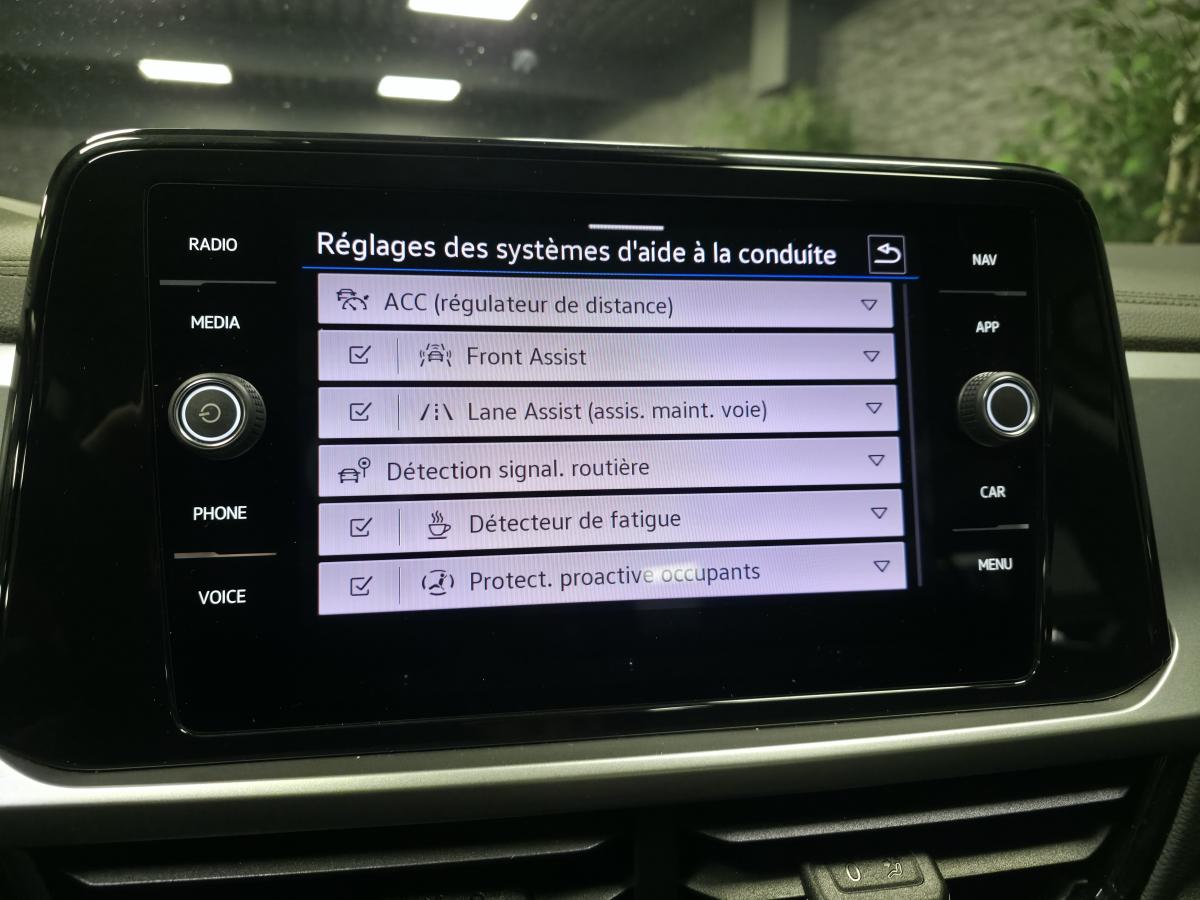 RADIO
MEDIA
PHONE
VOICE
Réglages des systèmes d'aide à la conduite
ACC (régulateur de distance)
Front Assist
Lane Assist (assis. maint. voie)
Détection signal. routière
Détecteur de fatigue
Protect. proactive occupants
NAV
APP
CAR
MENU
0